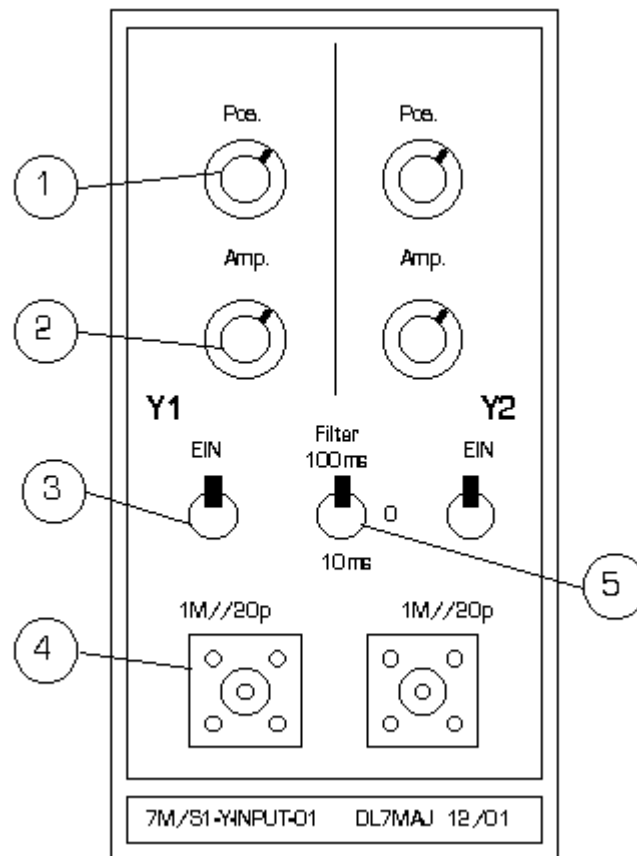 Pos. Pos.
1
Amp. Amp.
2
Y1 Y2
EIN Filter EIN
100ms
3
0
10ms
5
1M//20p 1M//20p
4
7M/S1-Y-INPUT-01 DL7MAJ 12/01